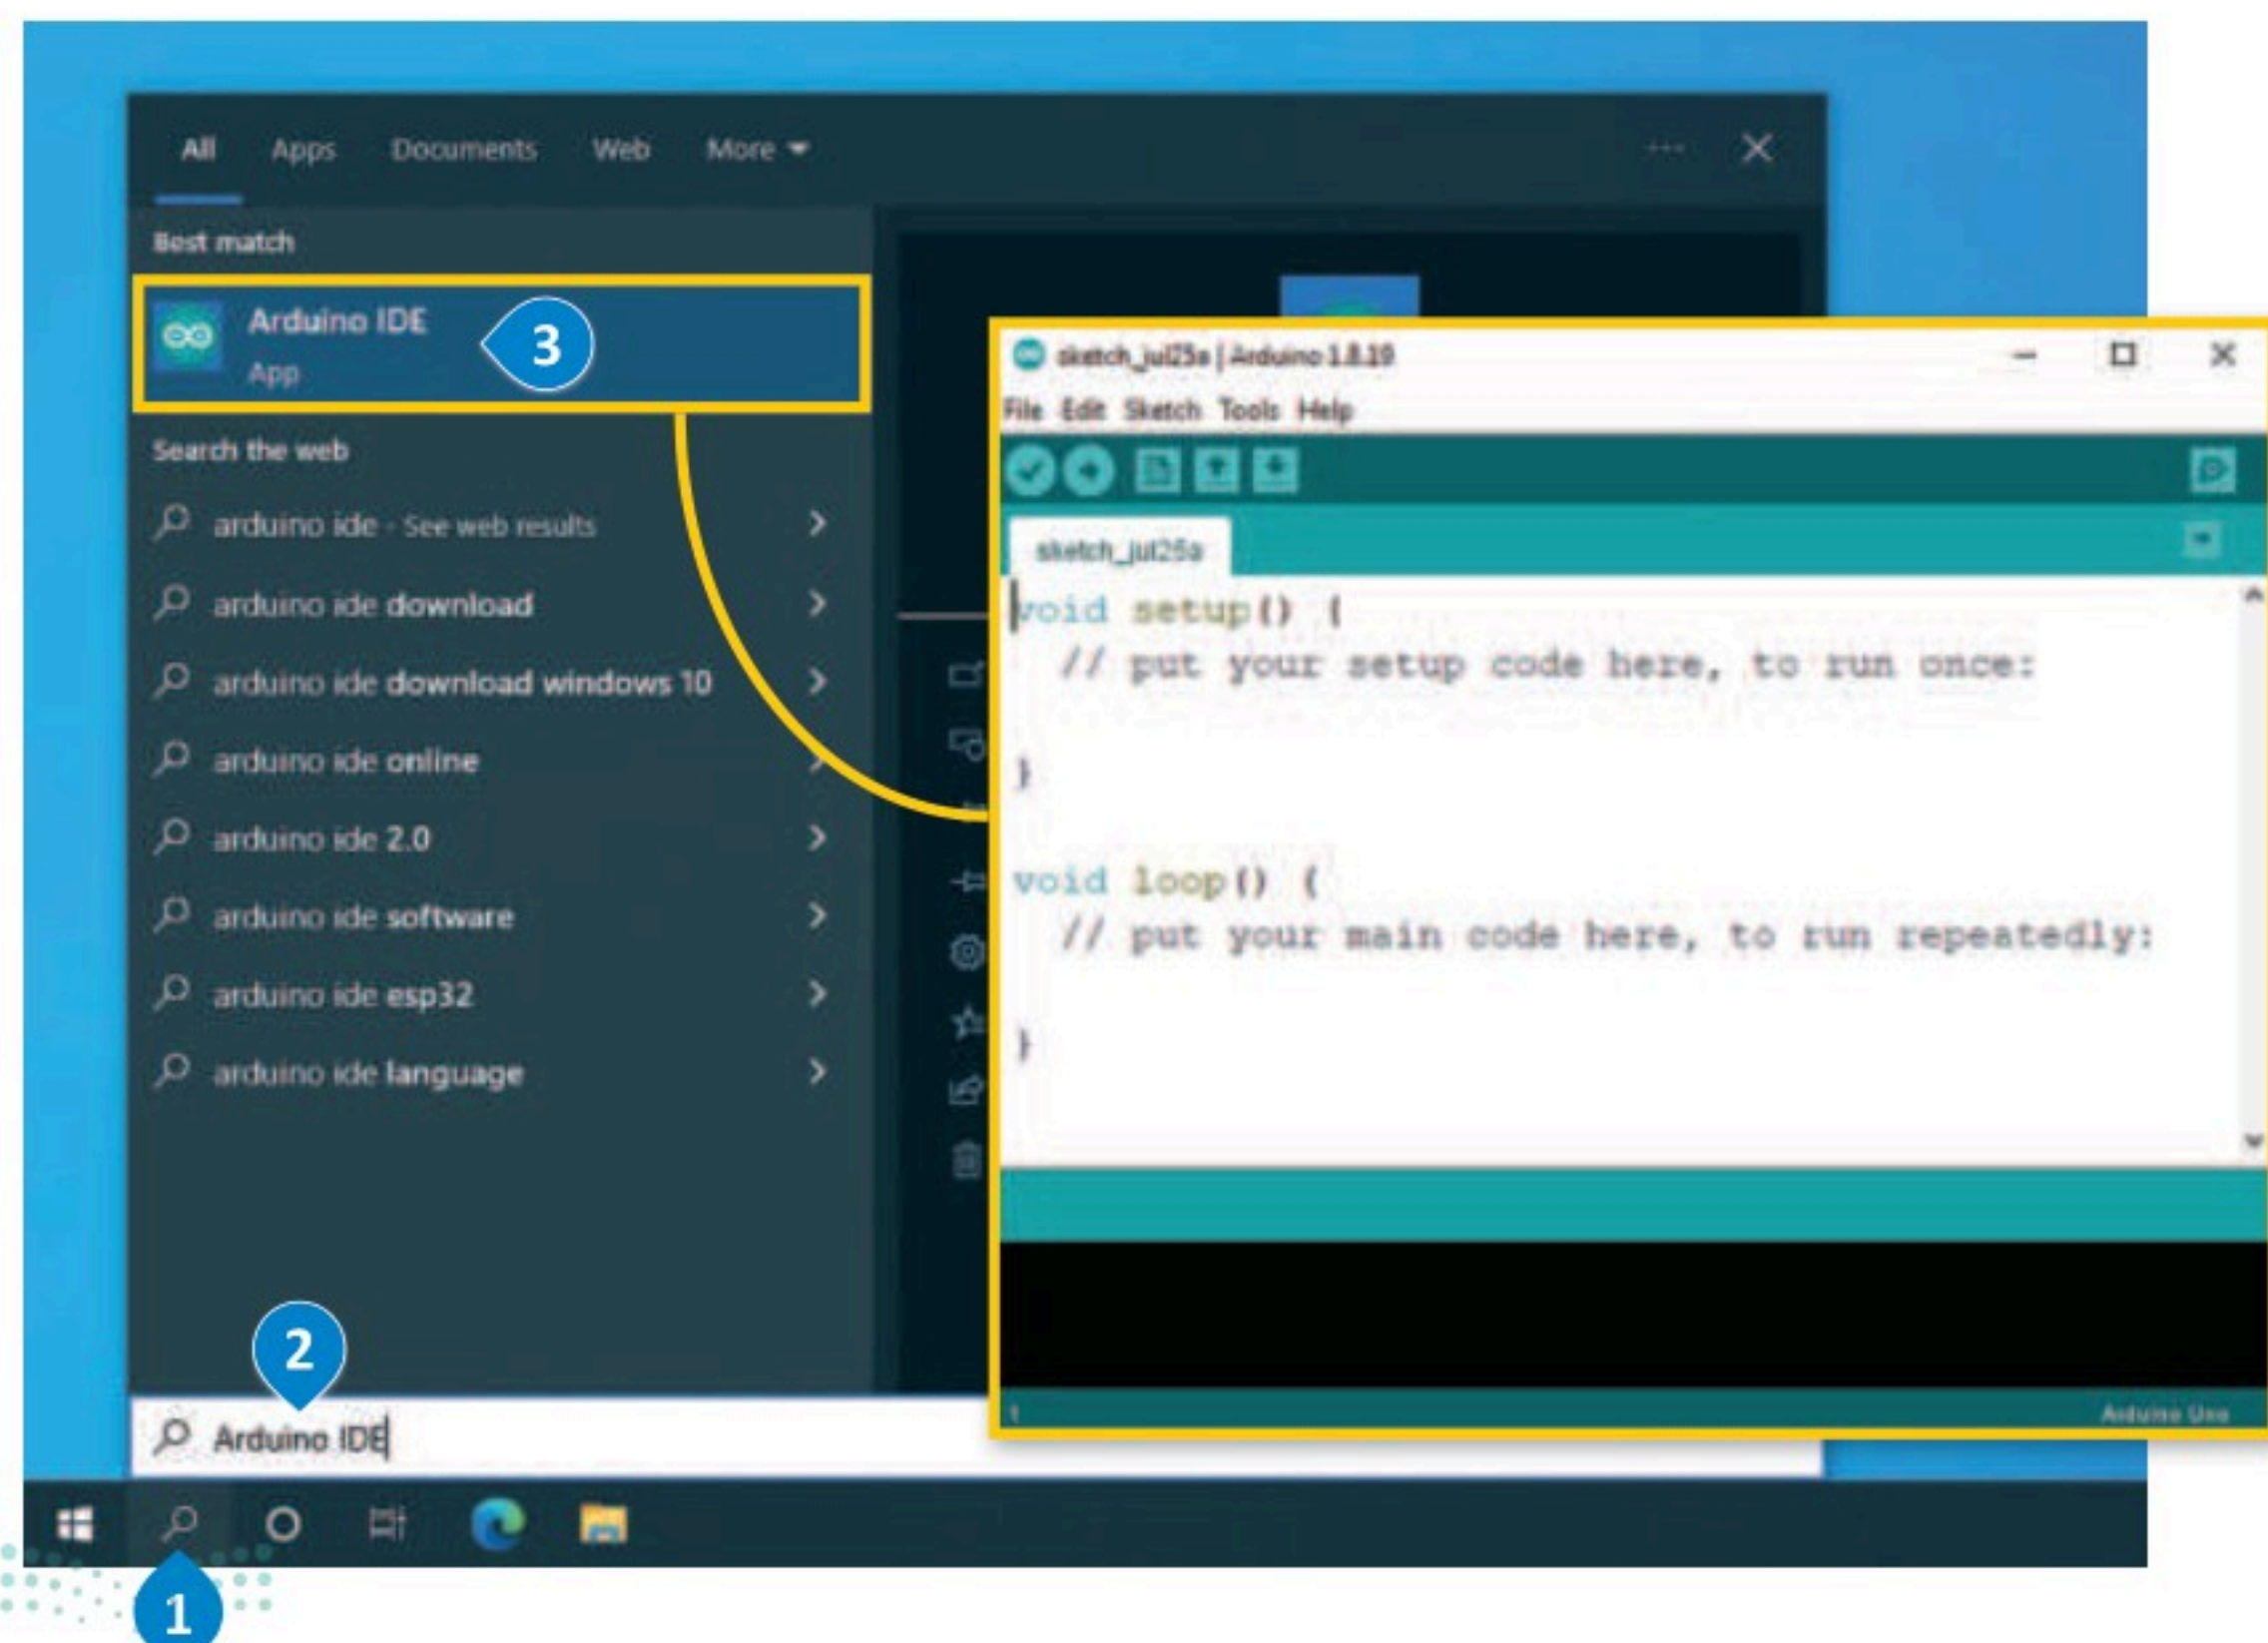 All Apps Documents Web More
Best match
Arduino IDE
App
3
Search the web
arduino ide - See web results
arduino ide download
arduino ide download windows 10
arduino ide online
arduino ide 2.0
arduino ide software
arduino ide esp32
arduino ide language
2
Arduino IDE
1
sketch_jul25a | Arduino 1.8.19
File Edit Sketch Tools Help
sketch_jul25a
void setup() {
// put your setup code here, to run once:
}
void loop() {
// put your main code here, to run repeatedly:
}
1
Arduino Uno